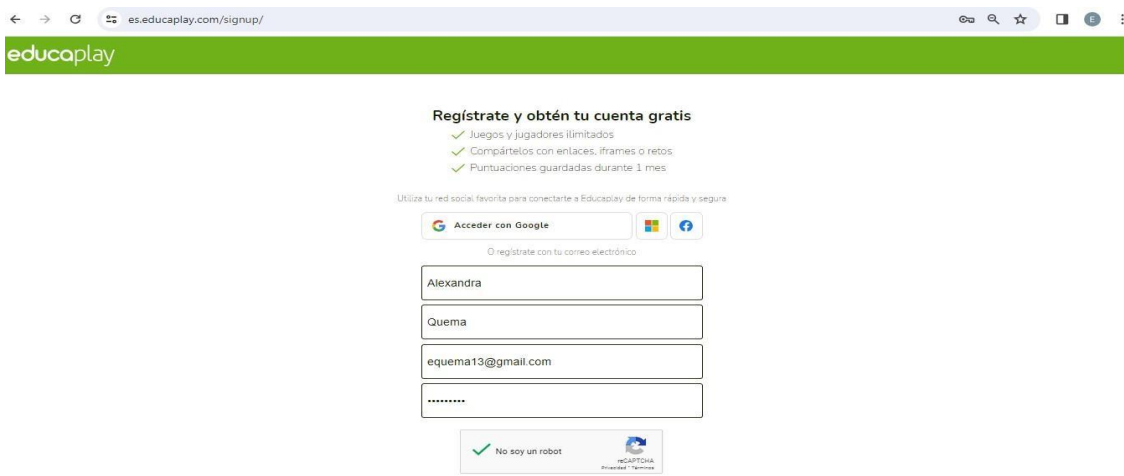 es.educaplay.com/signup/
E
educaplay
Regístrate y obtén tu cuenta gratis
Juegos y jugadores ilimitados
Compártelos con enlaces, iframes o retos
Puntuaciones guardadas durante 1 mes
Utiliza tu red social favorita para conectarte a Educaplay de forma rápida y segura
Acceder con Google
O regístrate con tu correo electrónico
Alexandra
Quema
equema13@gmail.com
•••••••••
No soy un robot
reCAPTCHA
Privacidad - Términos